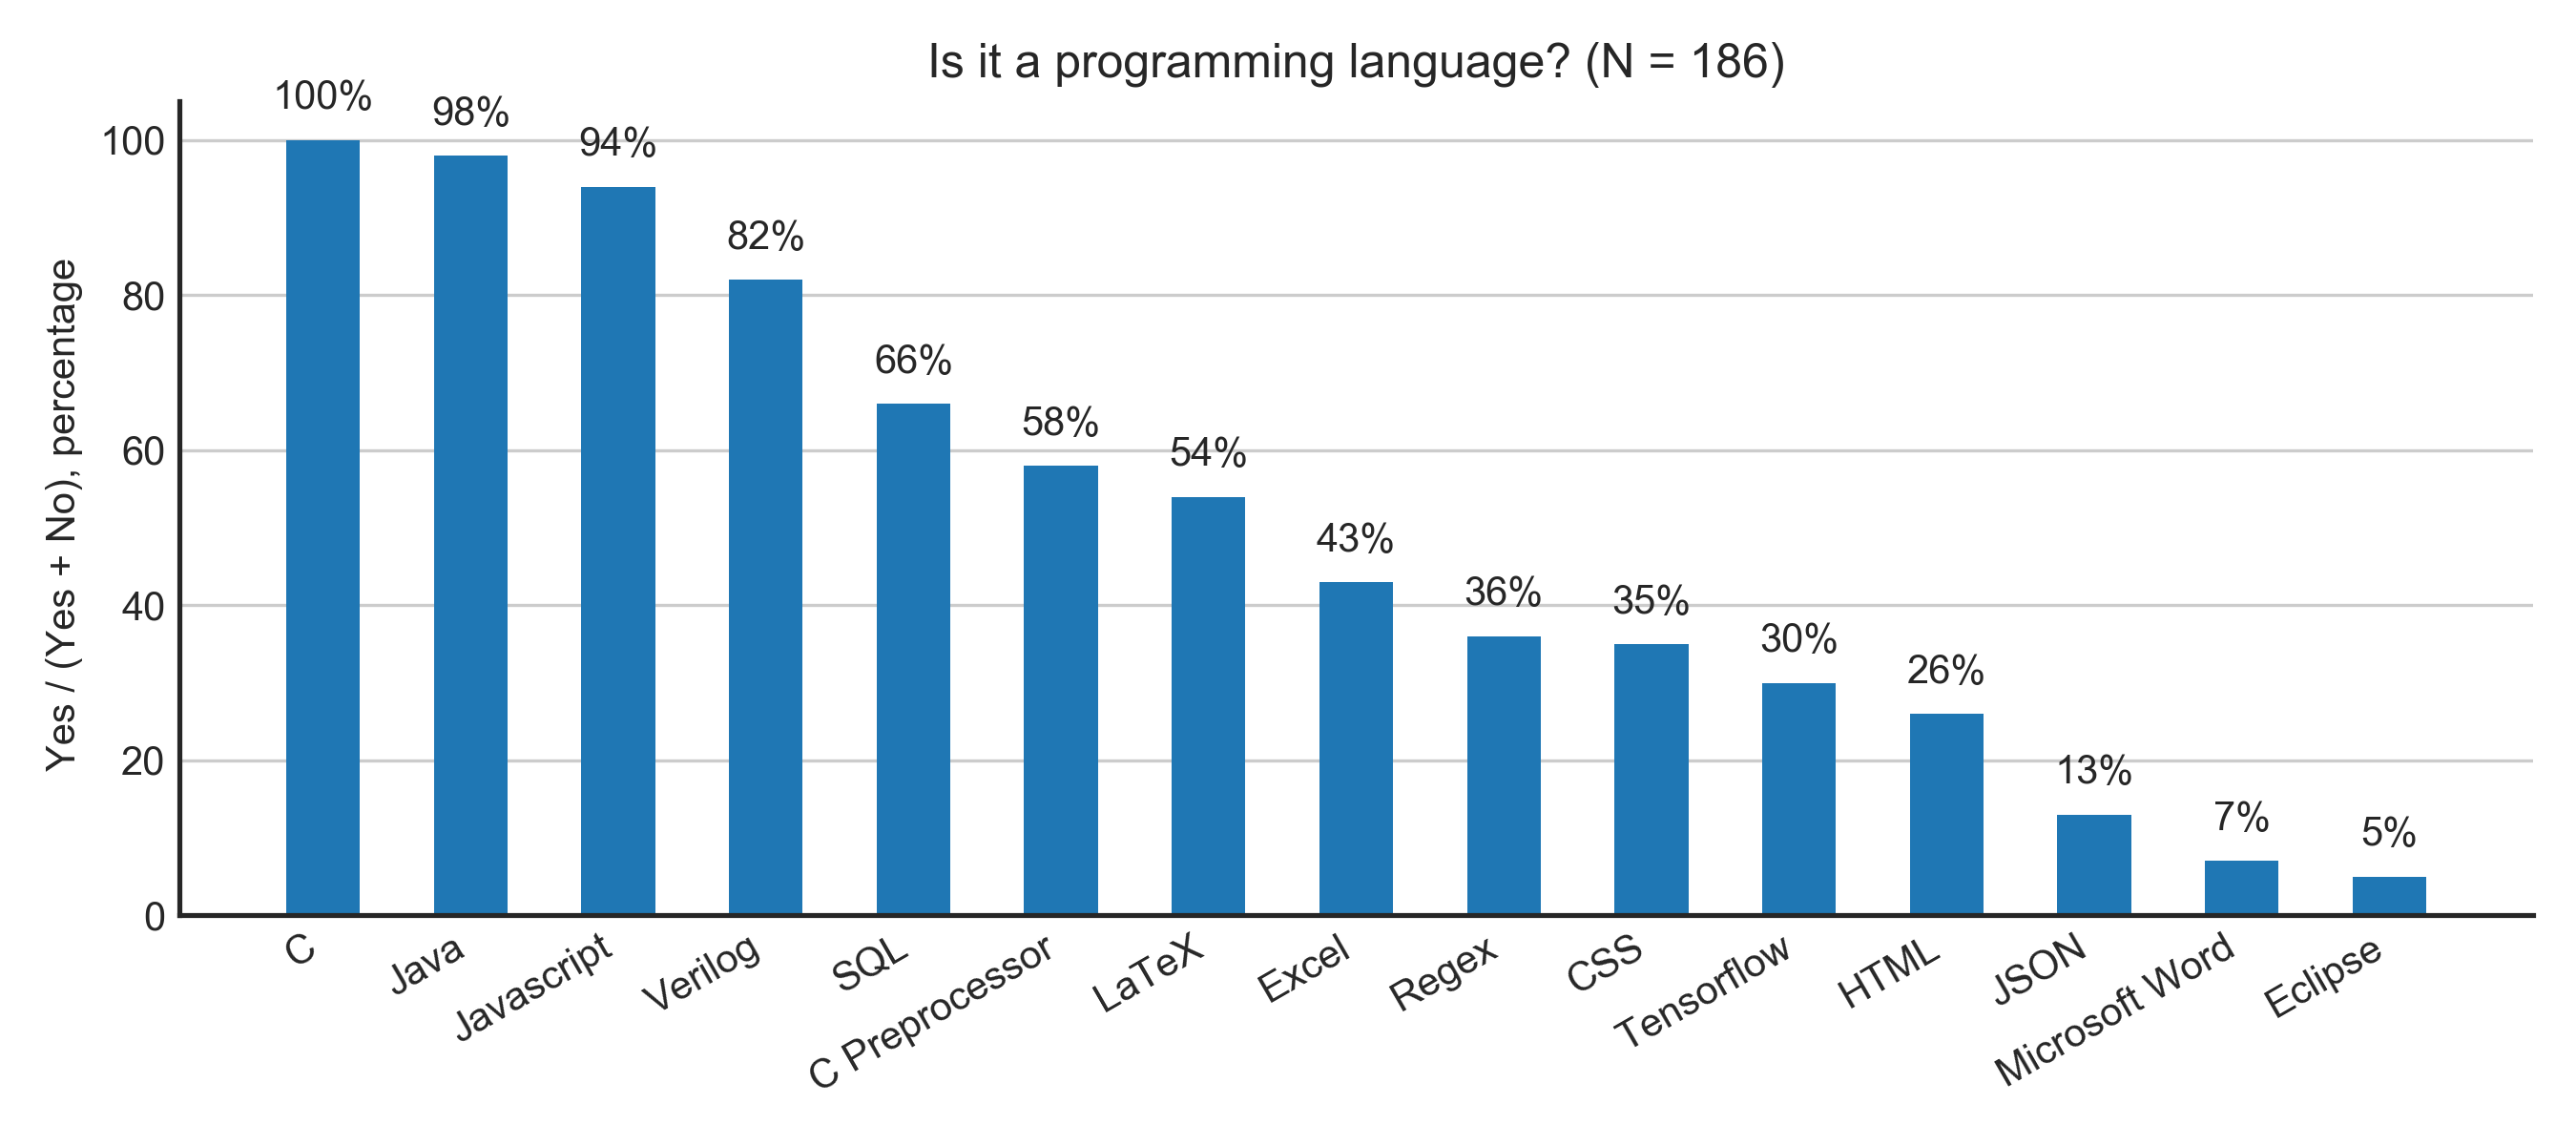 Is it a programming language? (N = 186)
Yes / (Yes + No), percentage
100
80
60
40
20
0
100%
98%
94%
82%
66%
58%
54%
43%
36%
35%
30%
26%
13%
7%
5%
C
Java
Javascript
Verilog
SQL
C Preprocessor
LaTeX
Excel
Regex
CSS
Tensorflow
HTML
JSON
Microsoft Word
Eclipse